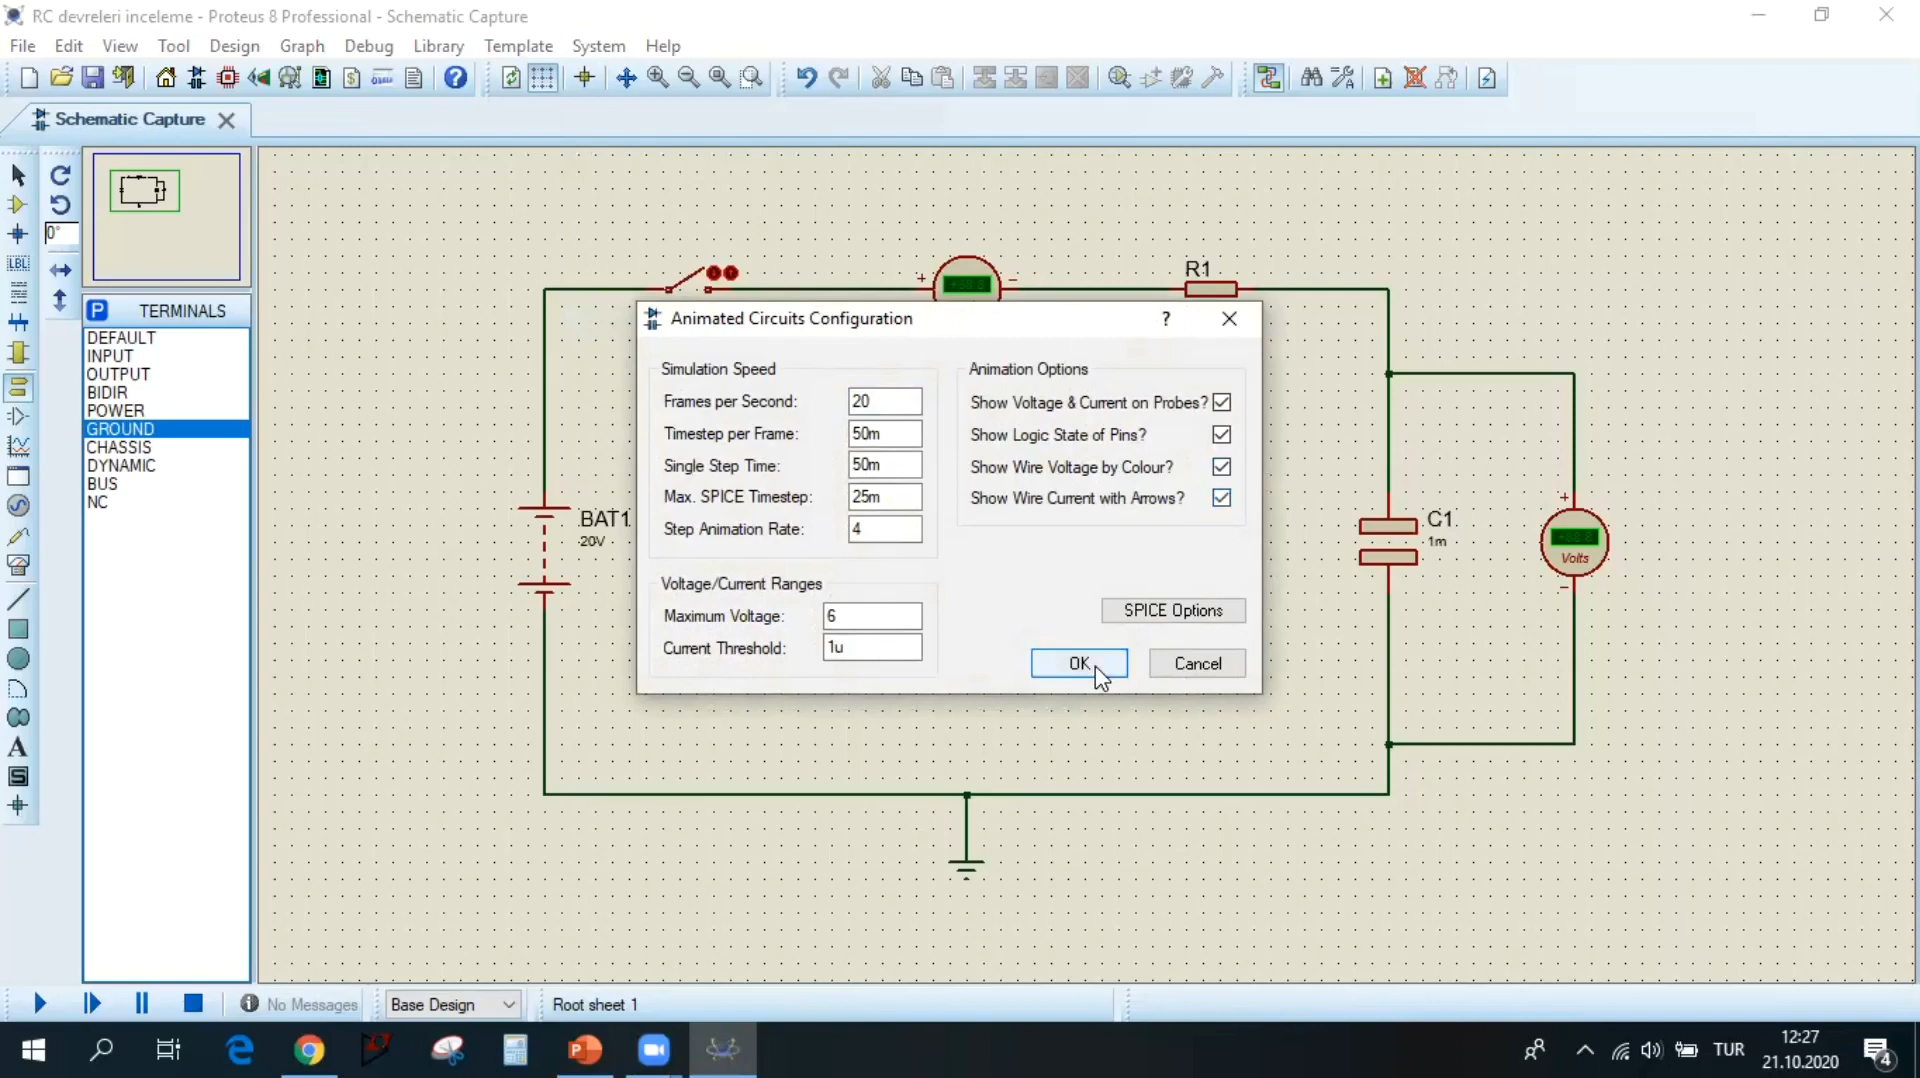 RC devreleri inceleme - Proteus 8 Professional - Schematic Capture
File Edit View Tool Design Graph Debug Library Template System Help
Schematic Capture
0°
LBL
P TERMINALS
DEFAULT
INPUT
OUTPUT
BIDIR
POWER
GROUND
CHASSIS
DYNAMIC
BUS
NC
A
S
+ −
R1
BAT1
20V
C1
1m
+
Volts
−
Animated Circuits Configuration ?
Simulation Speed
Frames per Second: 20
Timestep per Frame: 50m
Single Step Time: 50m
Max. SPICE Timestep: 25m
Step Animation Rate: 4
Voltage/Current Ranges
Maximum Voltage: 6
Current Threshold: 1u
Animation Options
Show Voltage & Current on Probes?
Show Logic State of Pins?
Show Wire Voltage by Colour?
Show Wire Current with Arrows?
SPICE Options
OK Cancel
No Messages Base Design Root sheet 1
TUR
12:27
21.10.2020
4